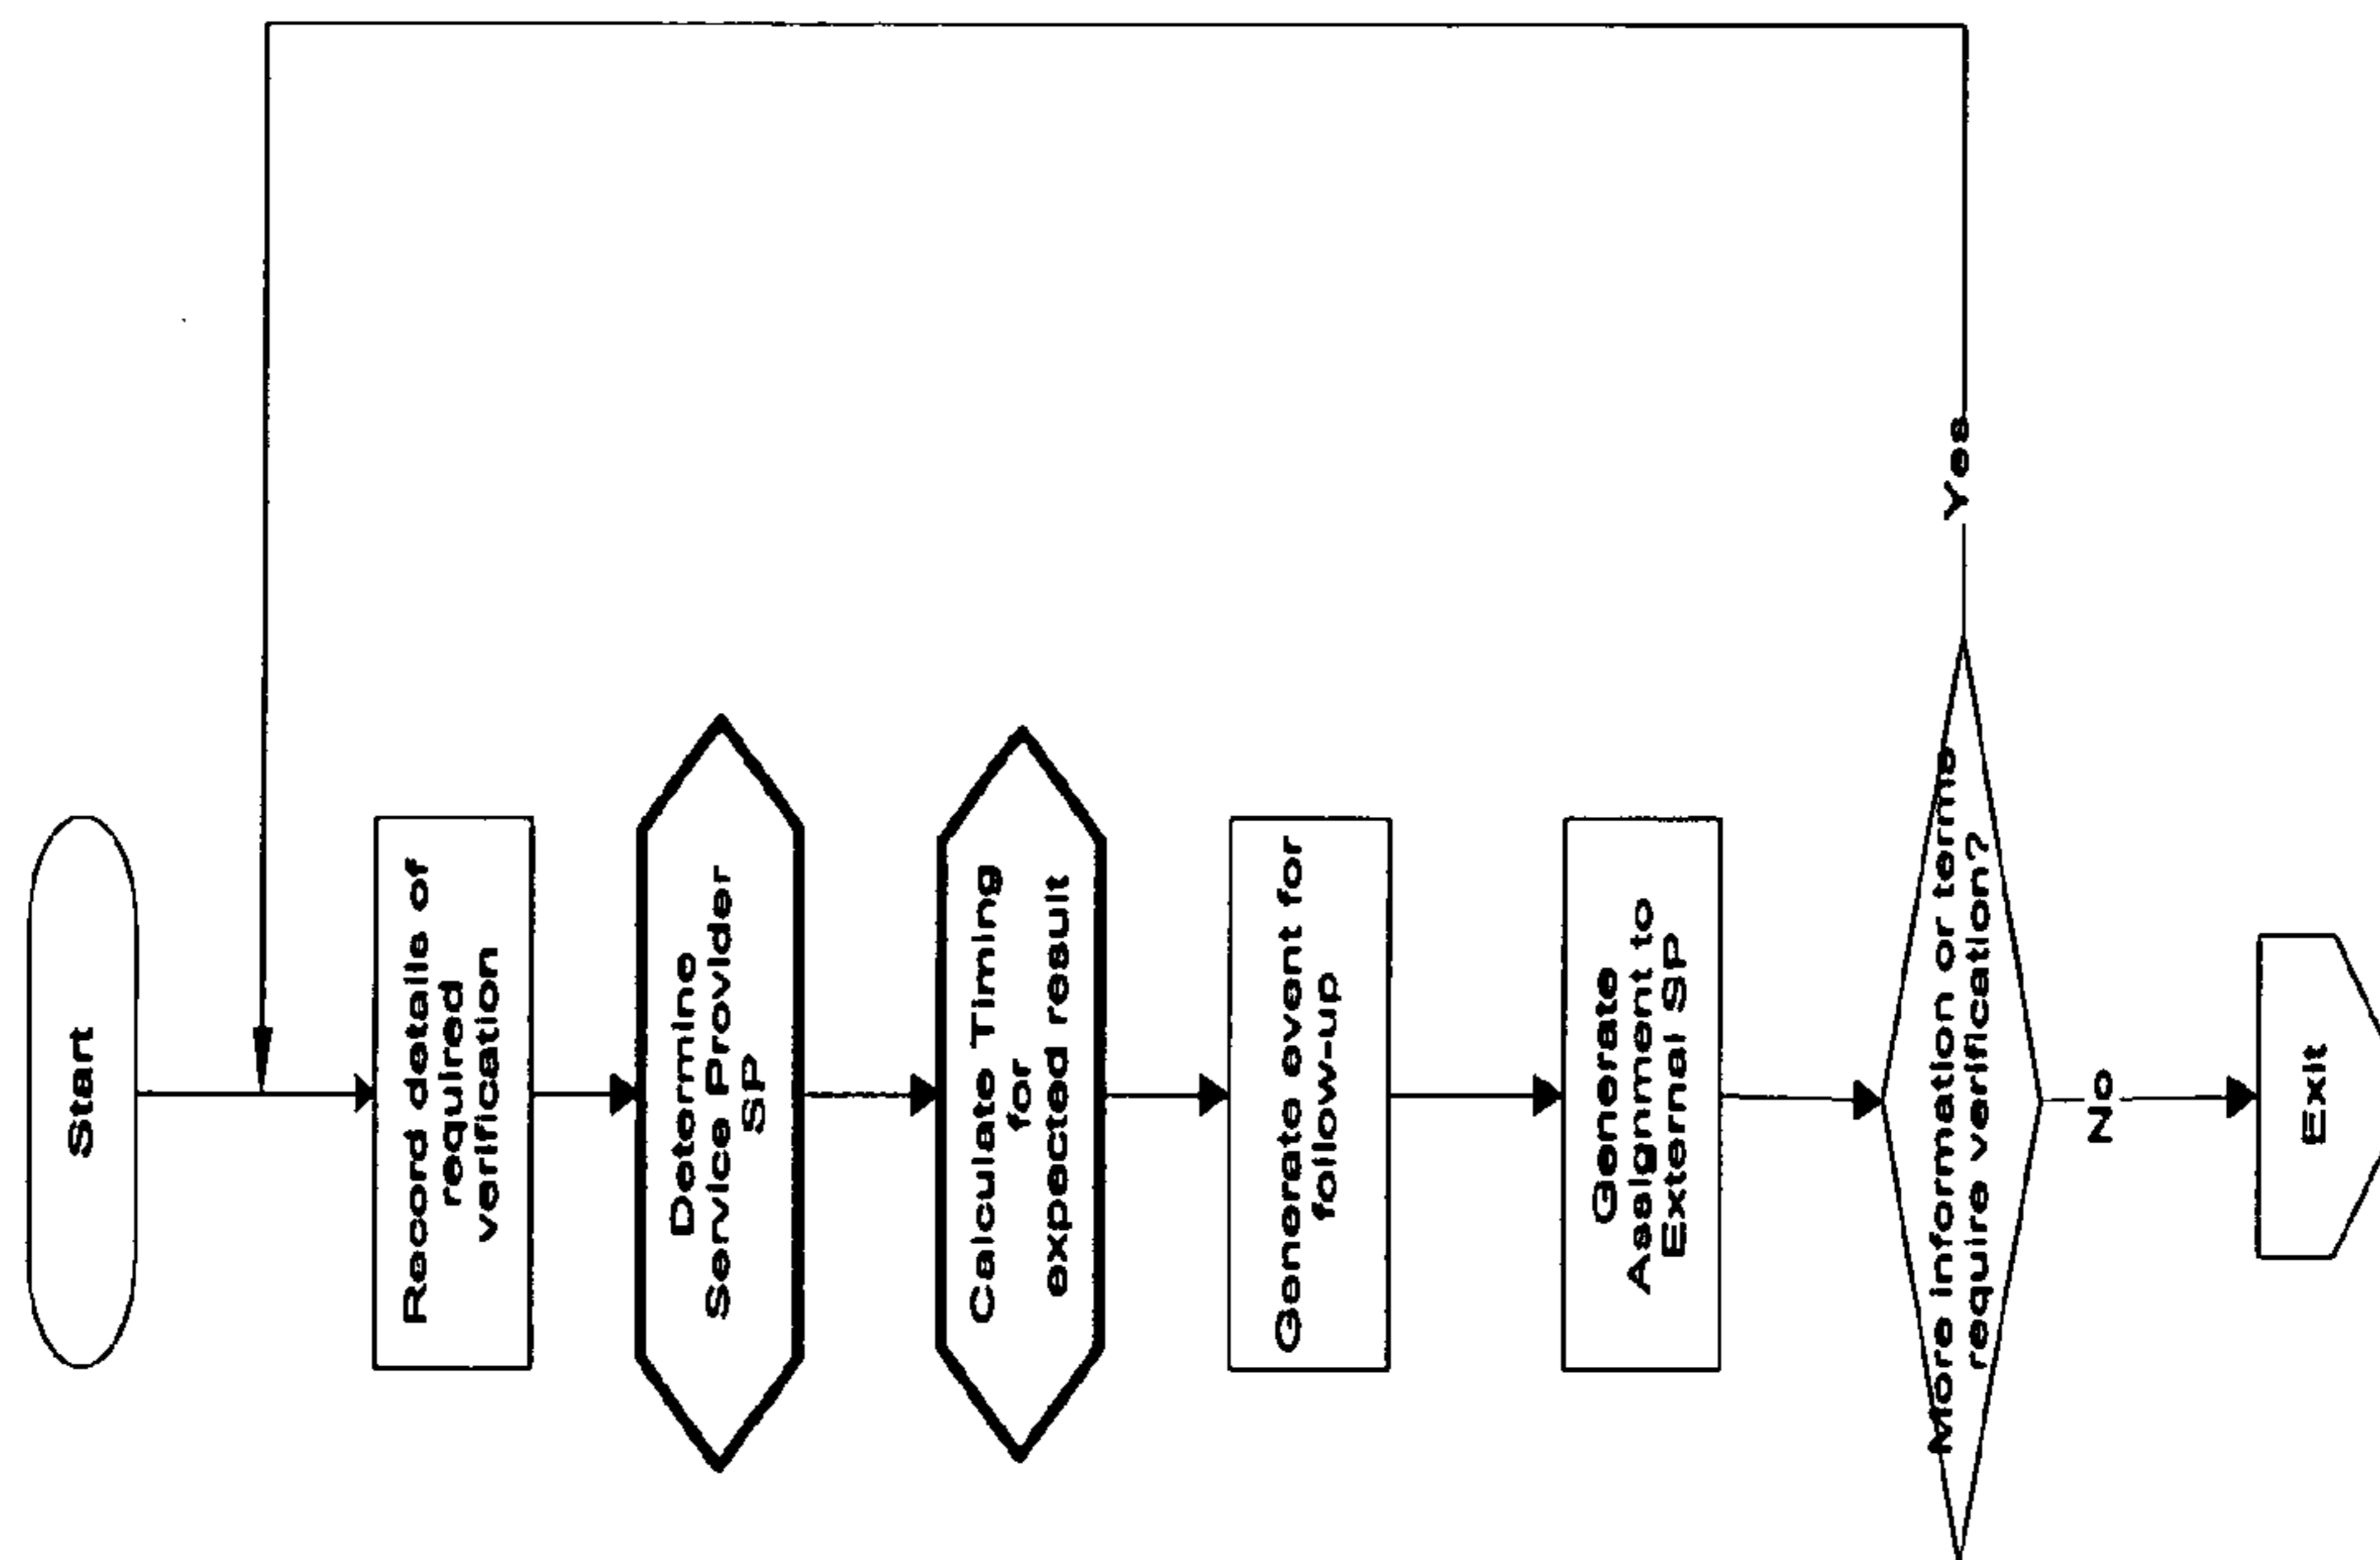 Start
Record details of
required
verification
Determine
Service Provider
SP
Calculate Timing
for
expected result
Generate event for
follow-up
Generate
Assignment to
External SP
More information or terms
require verification?
Yes
No
Exit